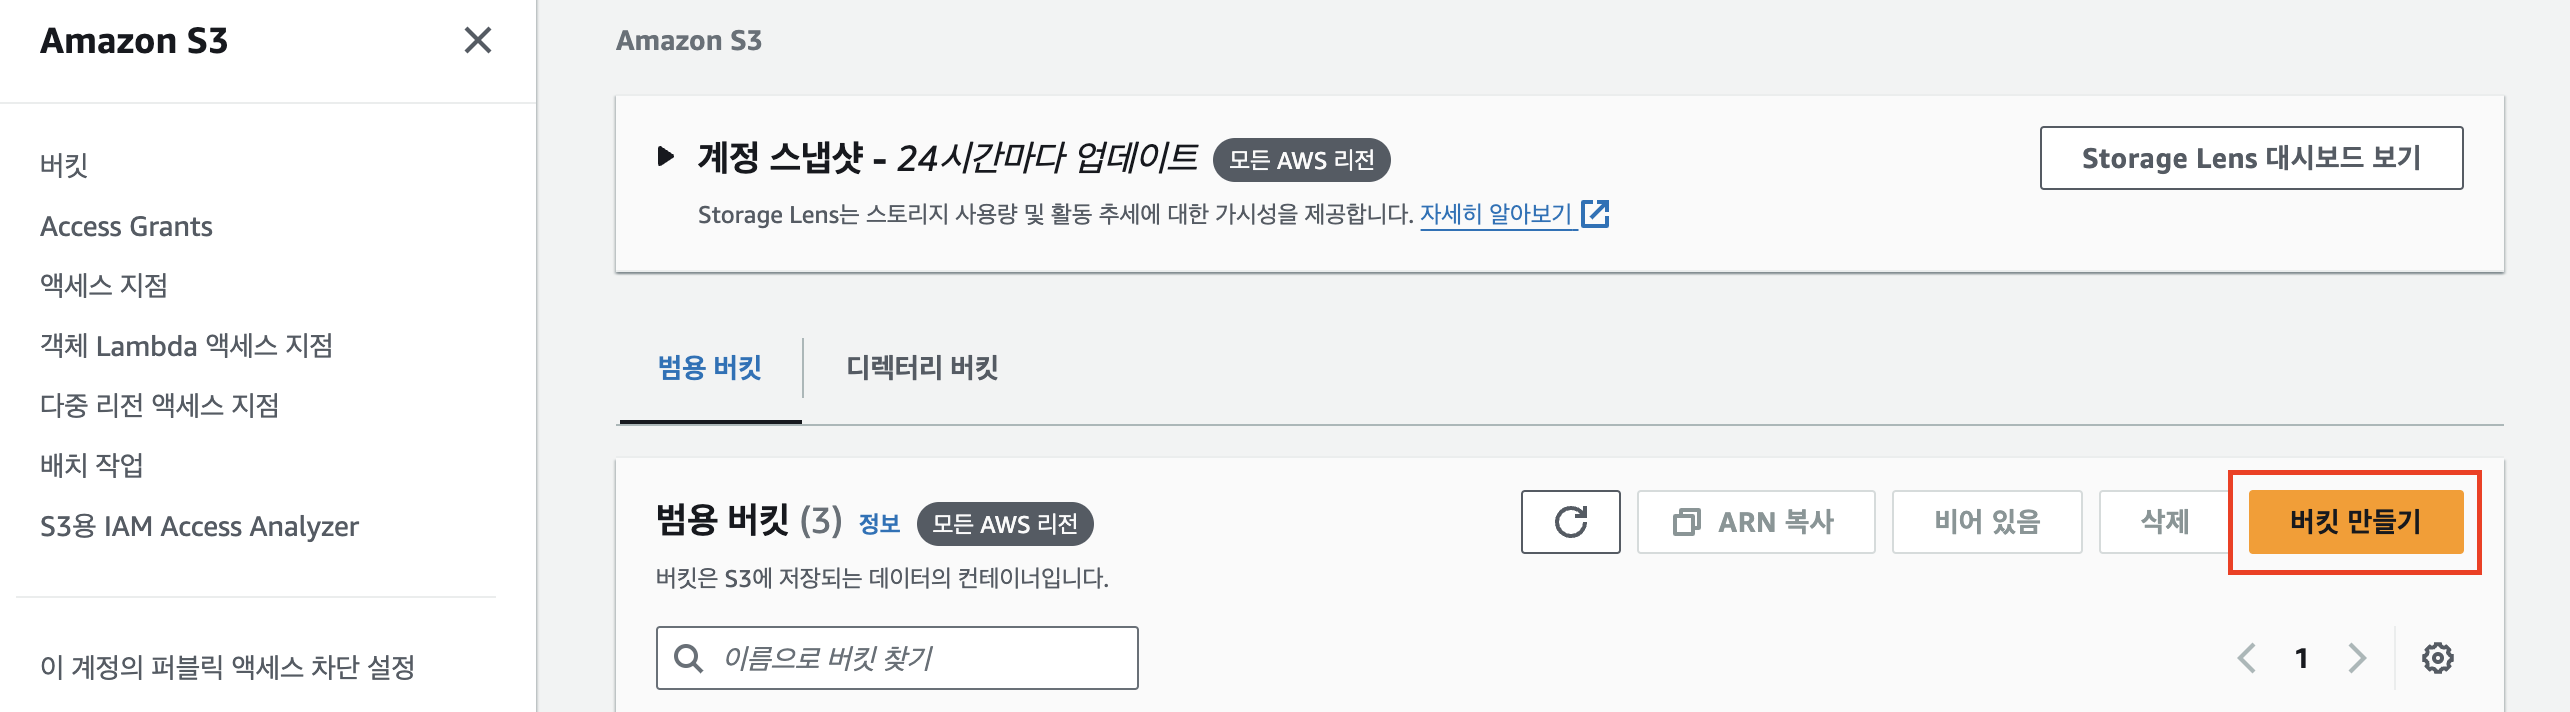 Amazon S3
버킷
Access Grants
액세스 지점
객체 Lambda 액세스 지점
다중 리전 액세스 지점
배치 작업
S3용 IAM Access Analyzer
이 계정의 퍼블릭 액세스 차단 설정
Amazon S3
계정 스냅샷 - 24시간마다 업데이트 모든 AWS 리전
Storage Lens 대시보드 보기
Storage Lens는 스토리지 사용량 및 활동 추세에 대한 가시성을 제공합니다. 자세히 알아보기
범용 버킷 디렉터리 버킷
범용 버킷 (3) 정보 모든 AWS 리전
ARN 복사 비어 있음 삭제 버킷 만들기
버킷은 S3에 저장되는 데이터의 컨테이너입니다.
이름으로 버킷 찾기
1